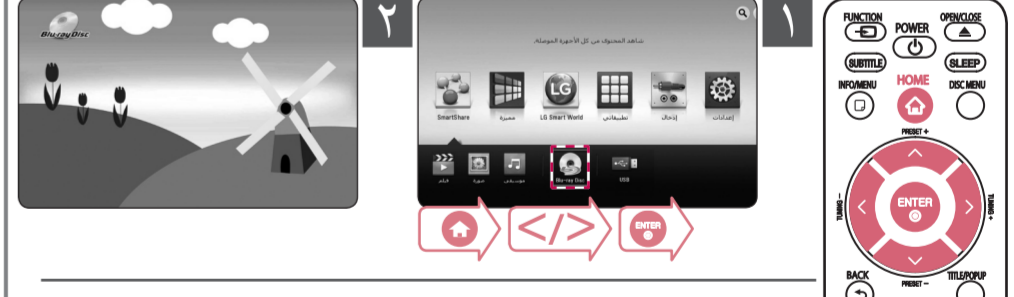 ١
شاهد المحتوى من كل الأجهزة الموصلة.
إعدادات
إدخال
تطبيقاتي
LG
LG Smart World
مميزة
SmartShare
USB
Blu-ray Disc
موسيقى
صورة
فيلم
< / >
ENTER
٢
Blu-ray Disc
FUNCTION
POWER
OPEN/CLOSE
SUBTITLE
SLEEP
INFO/MENU
HOME
DISC MENU
PRESET +
TUNING -
ENTER
TUNING +
PRESET -
BACK
TITLE/POPUP